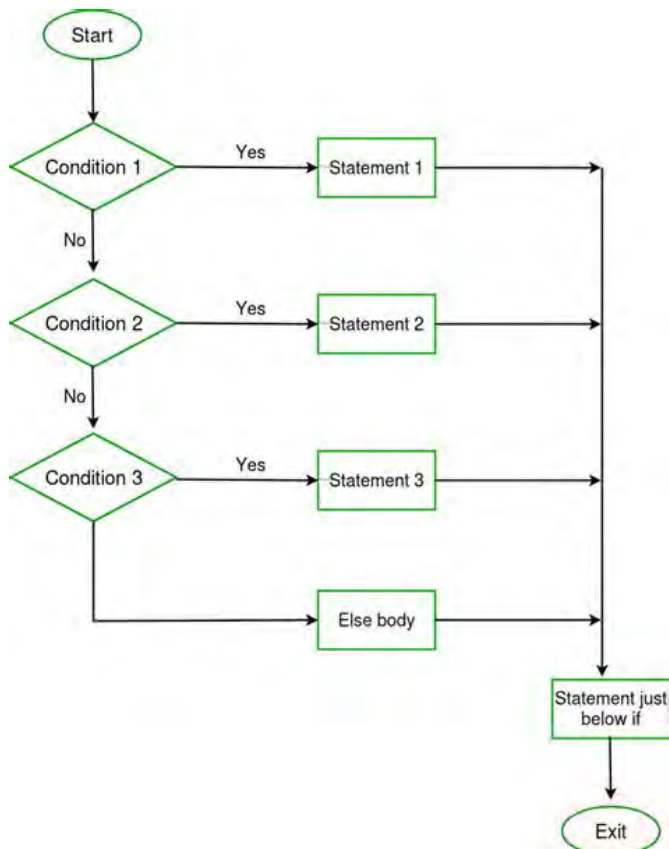 Start
Condition 1
Yes
Statement 1
No
Condition 2
Yes
Statement 2
No
Condition 3
Yes
Statement 3
Else body
Statement just
below if
Exit